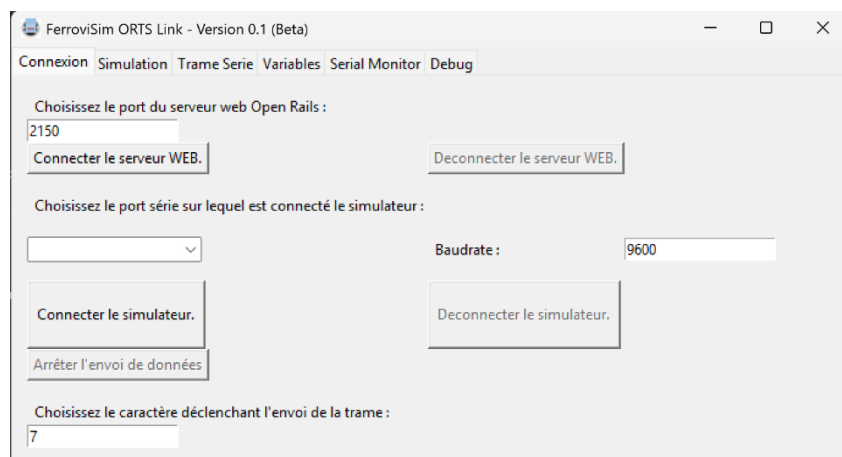 FerroviSim ORTS Link - Version 0.1 (Beta)
Connexion Simulation Trame Serie Variables Serial Monitor Debug
Choisissez le port du serveur web Open Rails :
2150
Connecter le serveur WEB. Deconnecter le serveur WEB.
Choisissez le port série sur lequel est connecté le simulateur :
Baudrate : 9600
Connecter le simulateur. Deconnecter le simulateur.
Arrêter l'envoi de données
Choisissez le caractère déclenchant l'envoi de la trame :
7